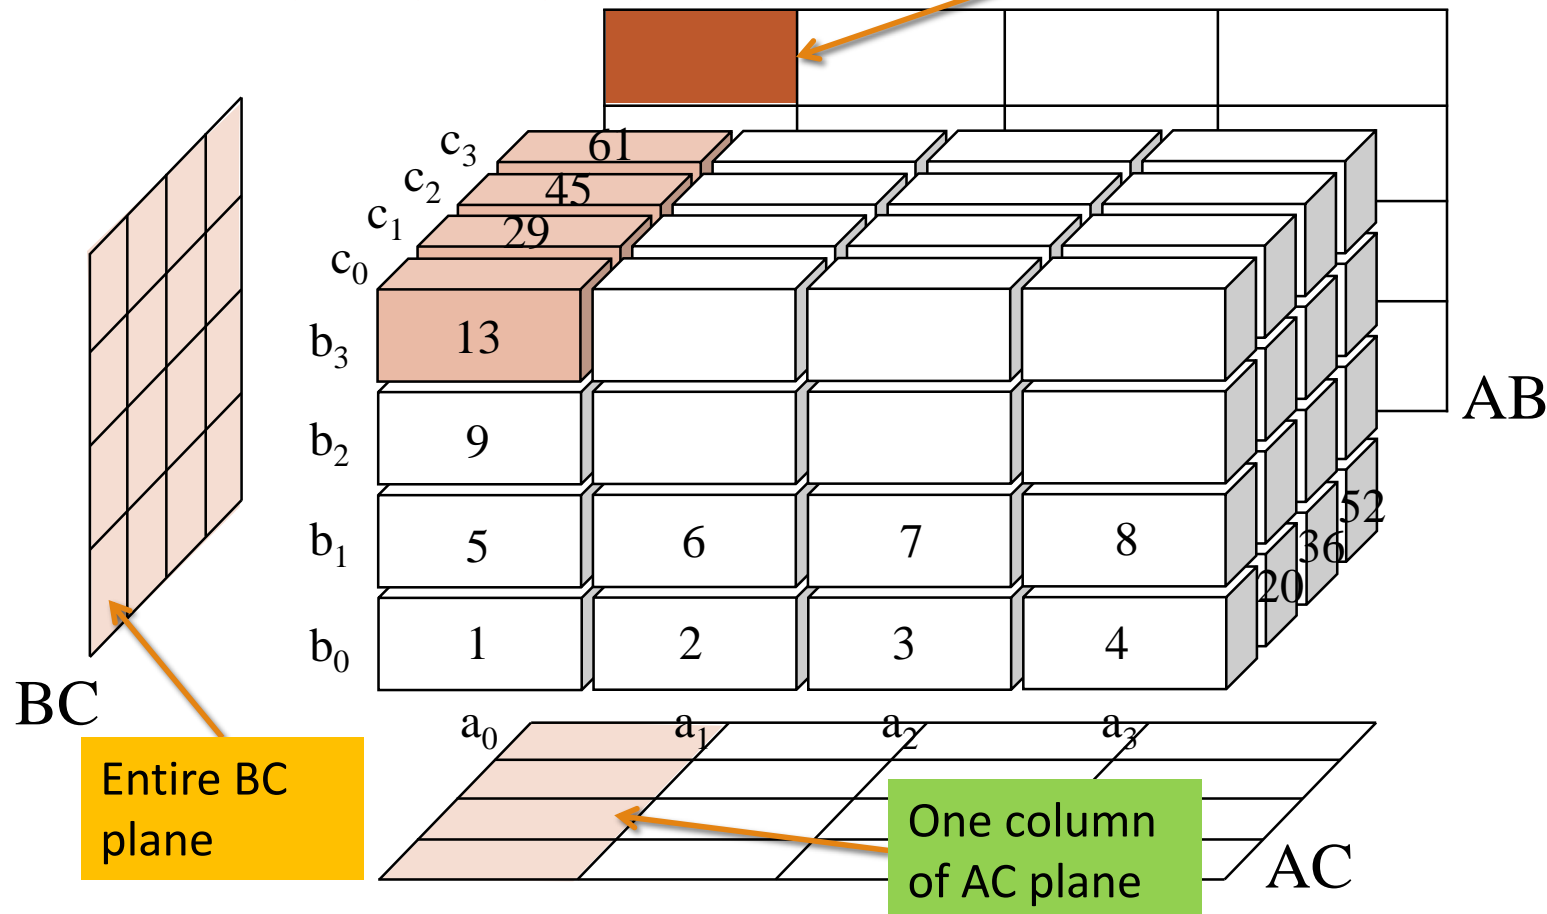 c3 61
c2 45
c1 29
c0
b3 13
b2 9
AB
b1 5 6 7 8 52
36
20
b0 1 2 3 4
BC
a0 a1 a2 a3
Entire BC
plane
One column
of AC plane
AC